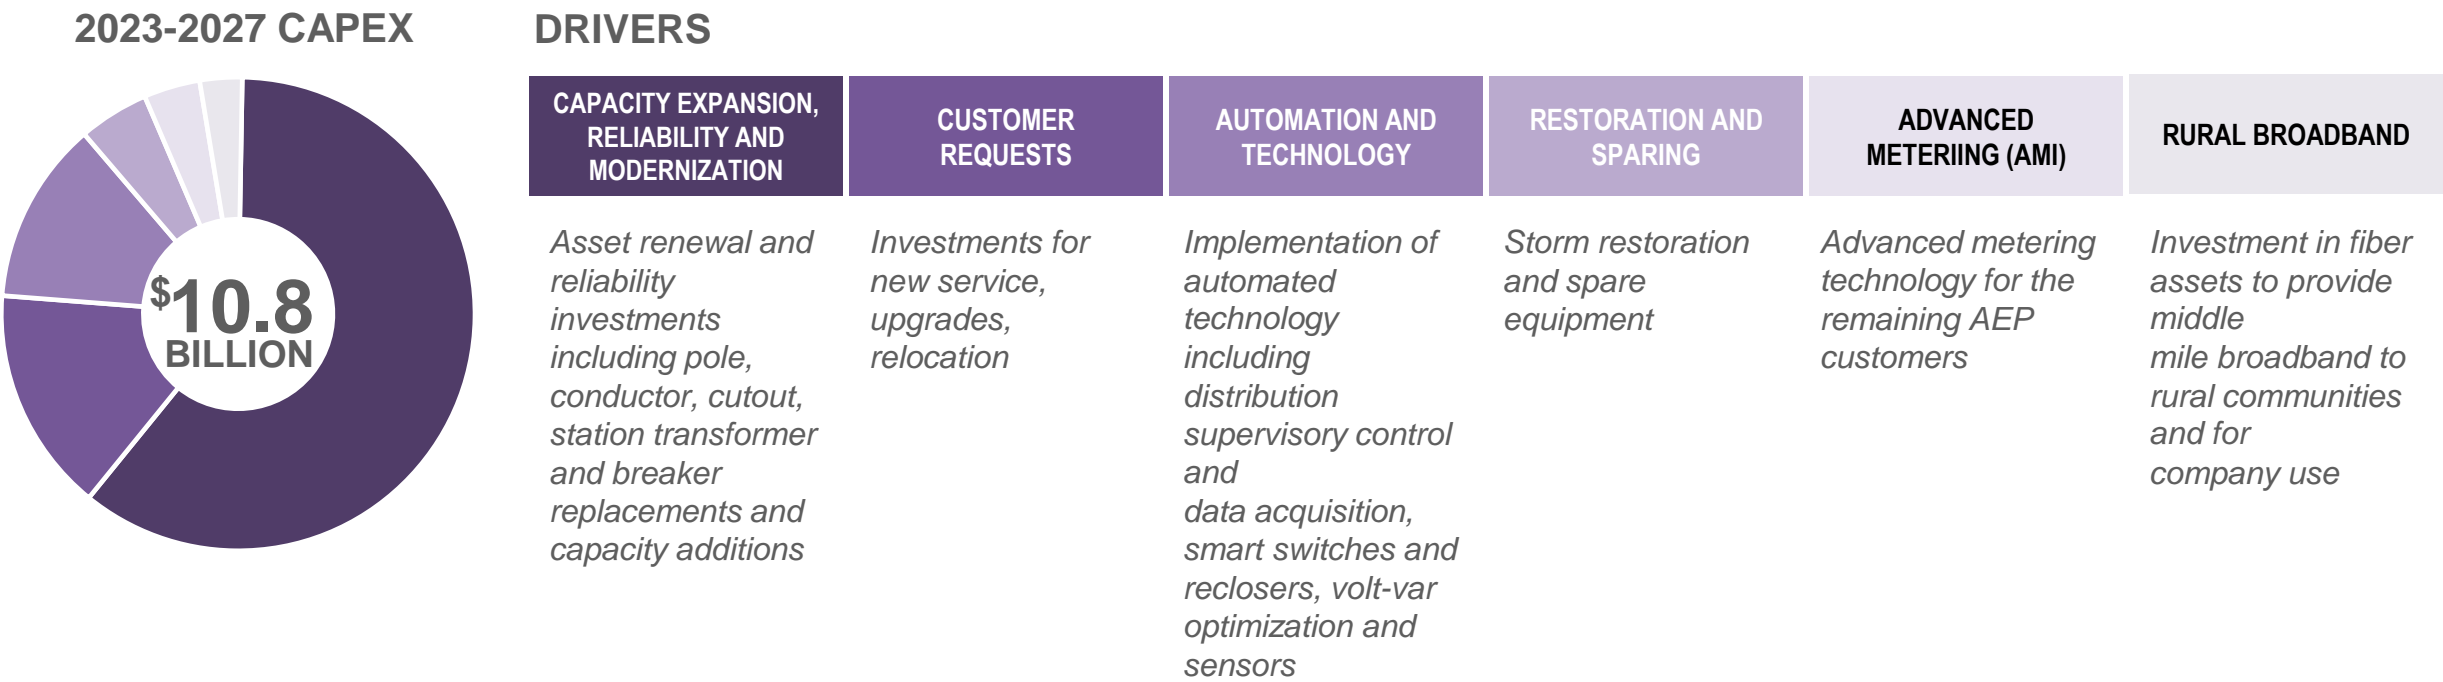 2023-2027 CAPEX
$10.8
BILLION
DRIVERS
CAPACITY EXPANSION,
RELIABILITY AND
MODERNIZATION
Asset renewal and
reliability
investments
including pole,
conductor, cutout,
station transformer
and breaker
replacements and
capacity additions
CUSTOMER
REQUESTS
Investments for
new service,
upgrades,
relocation
AUTOMATION AND
TECHNOLOGY
Implementation of
automated
technology
including
distribution
supervisory control
and
data acquisition,
smart switches and
reclosers, volt-var
optimization and
sensors
RESTORATION AND
SPARING
Storm restoration
and spare
equipment
ADVANCED
METERIING (AMI)
Advanced metering
technology for the
remaining AEP
customers
RURAL BROADBAND
Investment in fiber
assets to provide
middle
mile broadband to
rural communities
and for
company use